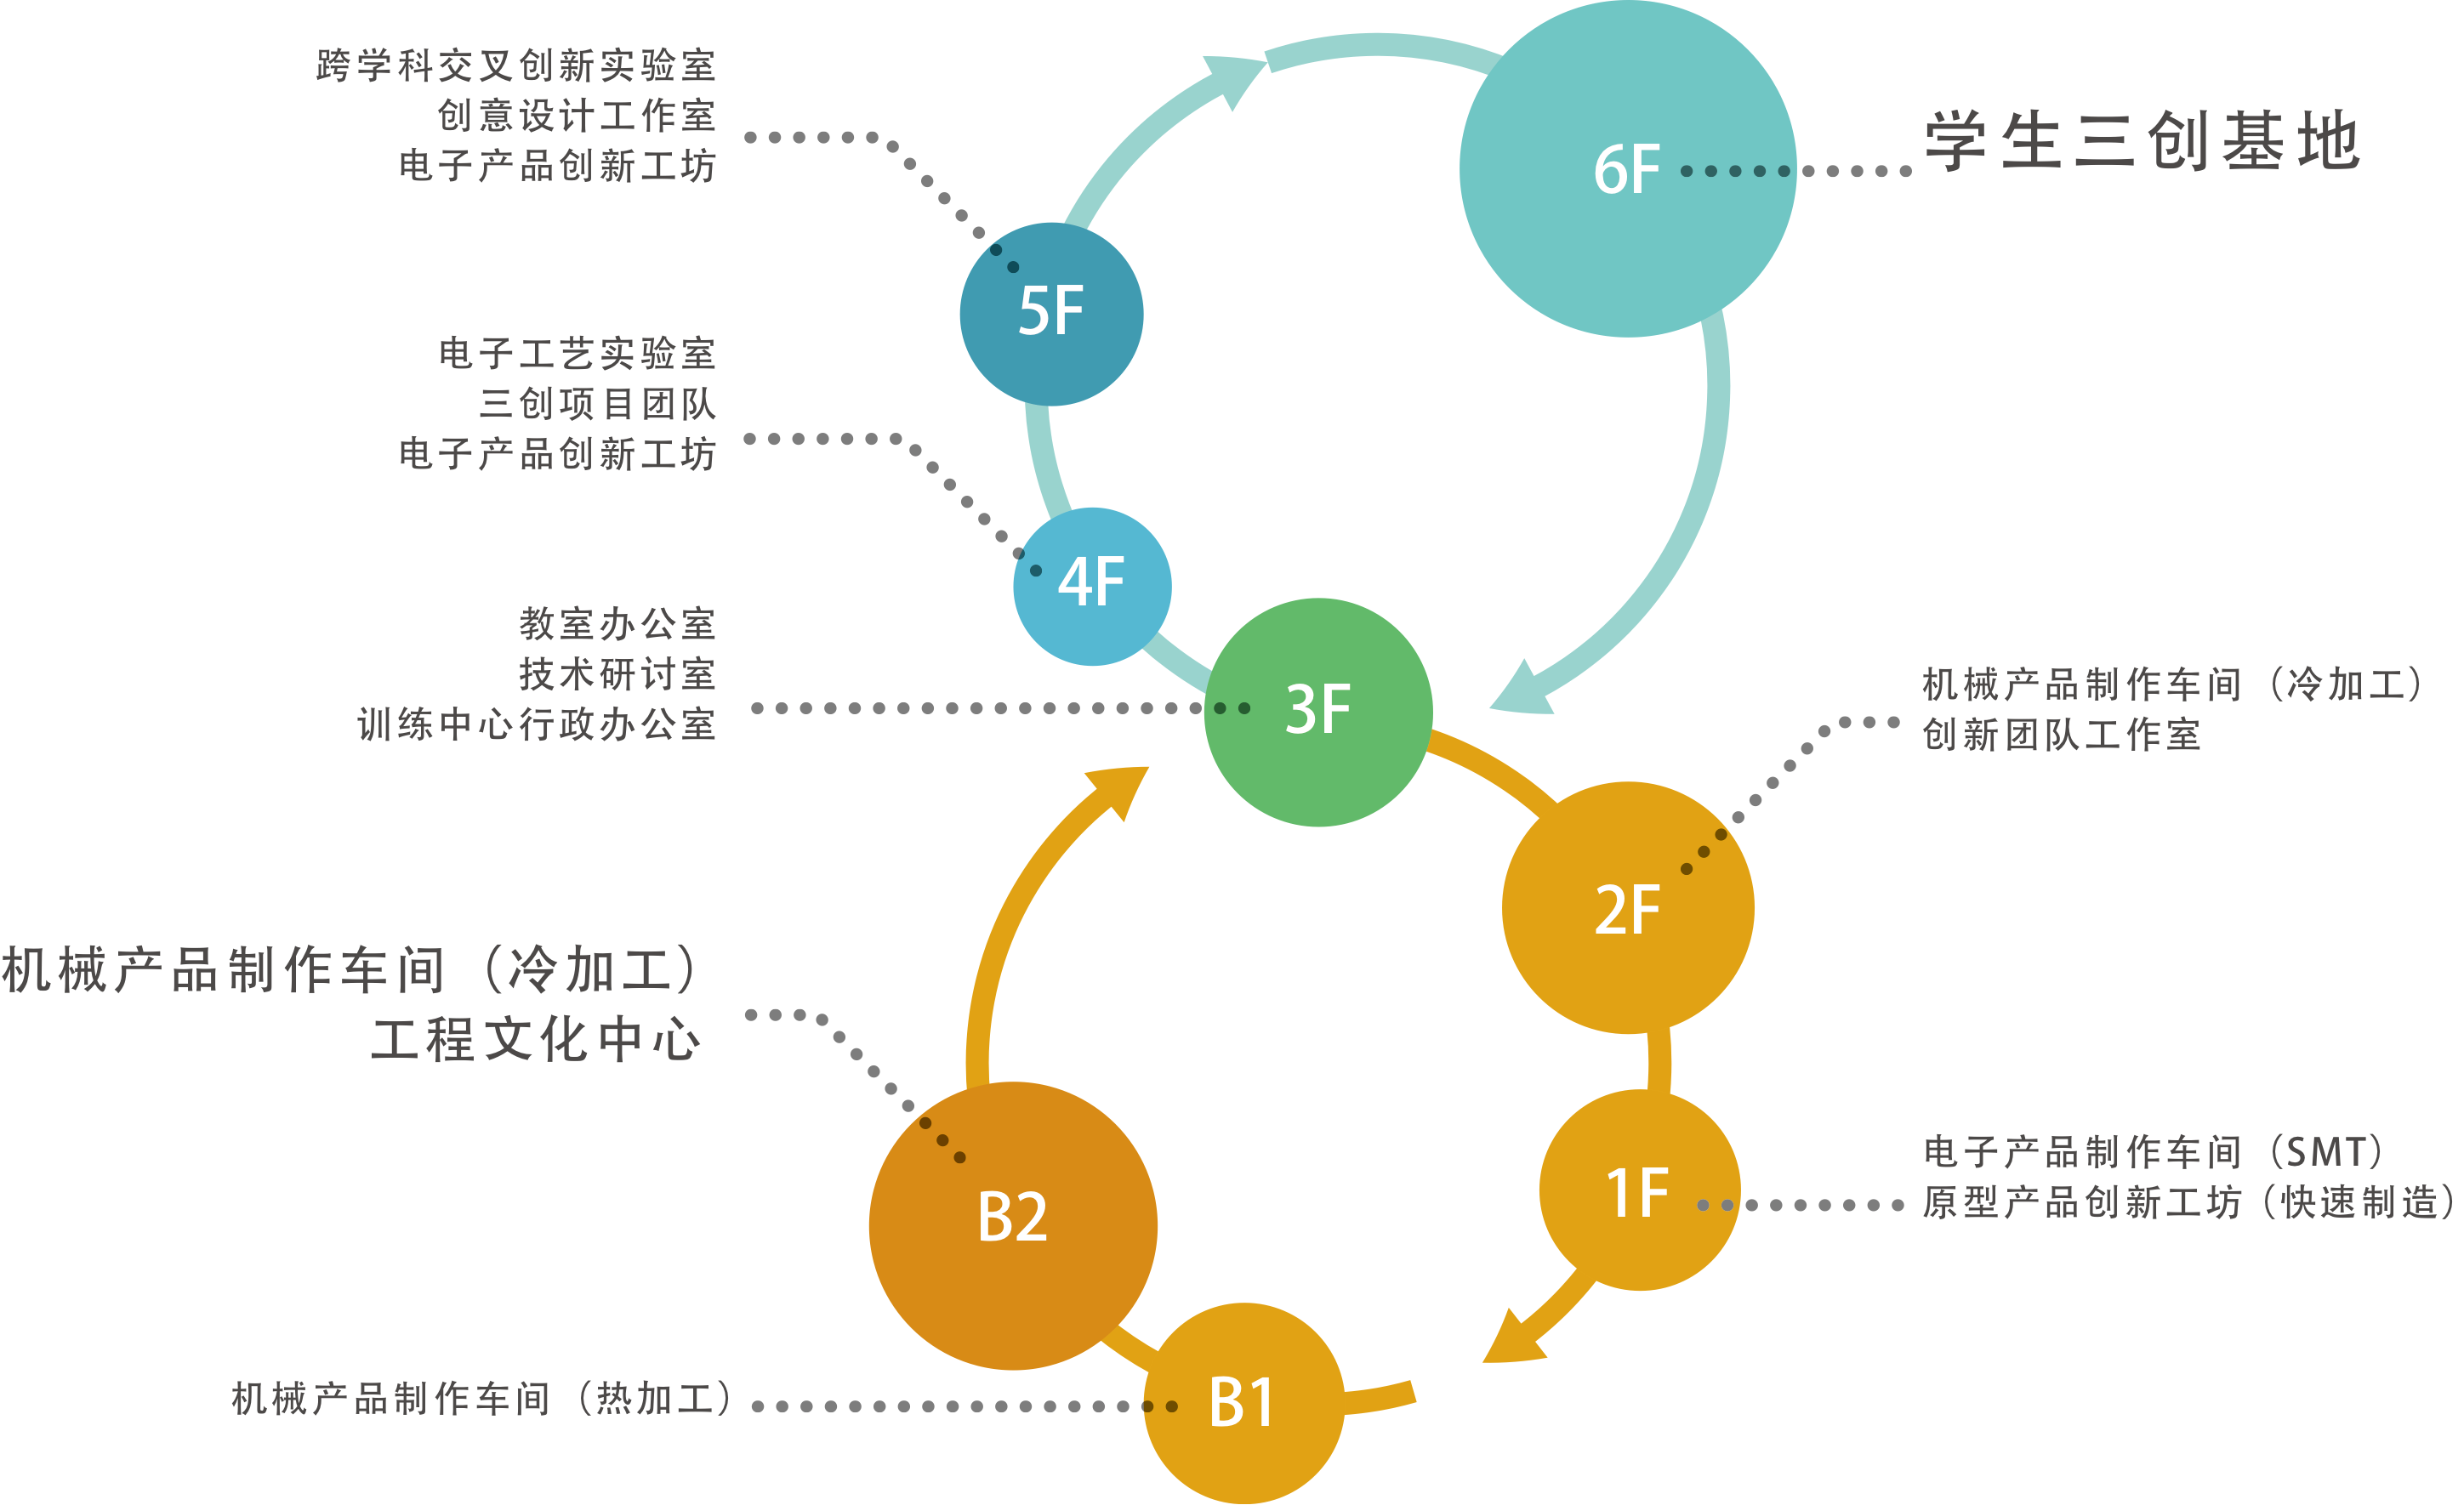 跨学科交叉创新实验室
创意设计工作室
电子产品创新工坊
6F
学生三创基地
5F
电子工艺实验室
三创项目团队
电子产品创新工坊
4F
教室办公室
技术研讨室
训练中心行政办公室
3F
机械产品制作车间（冷加工）
创新团队工作室
2F
机械产品制作车间（冷加工）
工程文化中心
B2
1F
电子产品制作车间（SMT）
原型产品创新工坊（快速制造）
机械产品制作车间（热加工）
B1